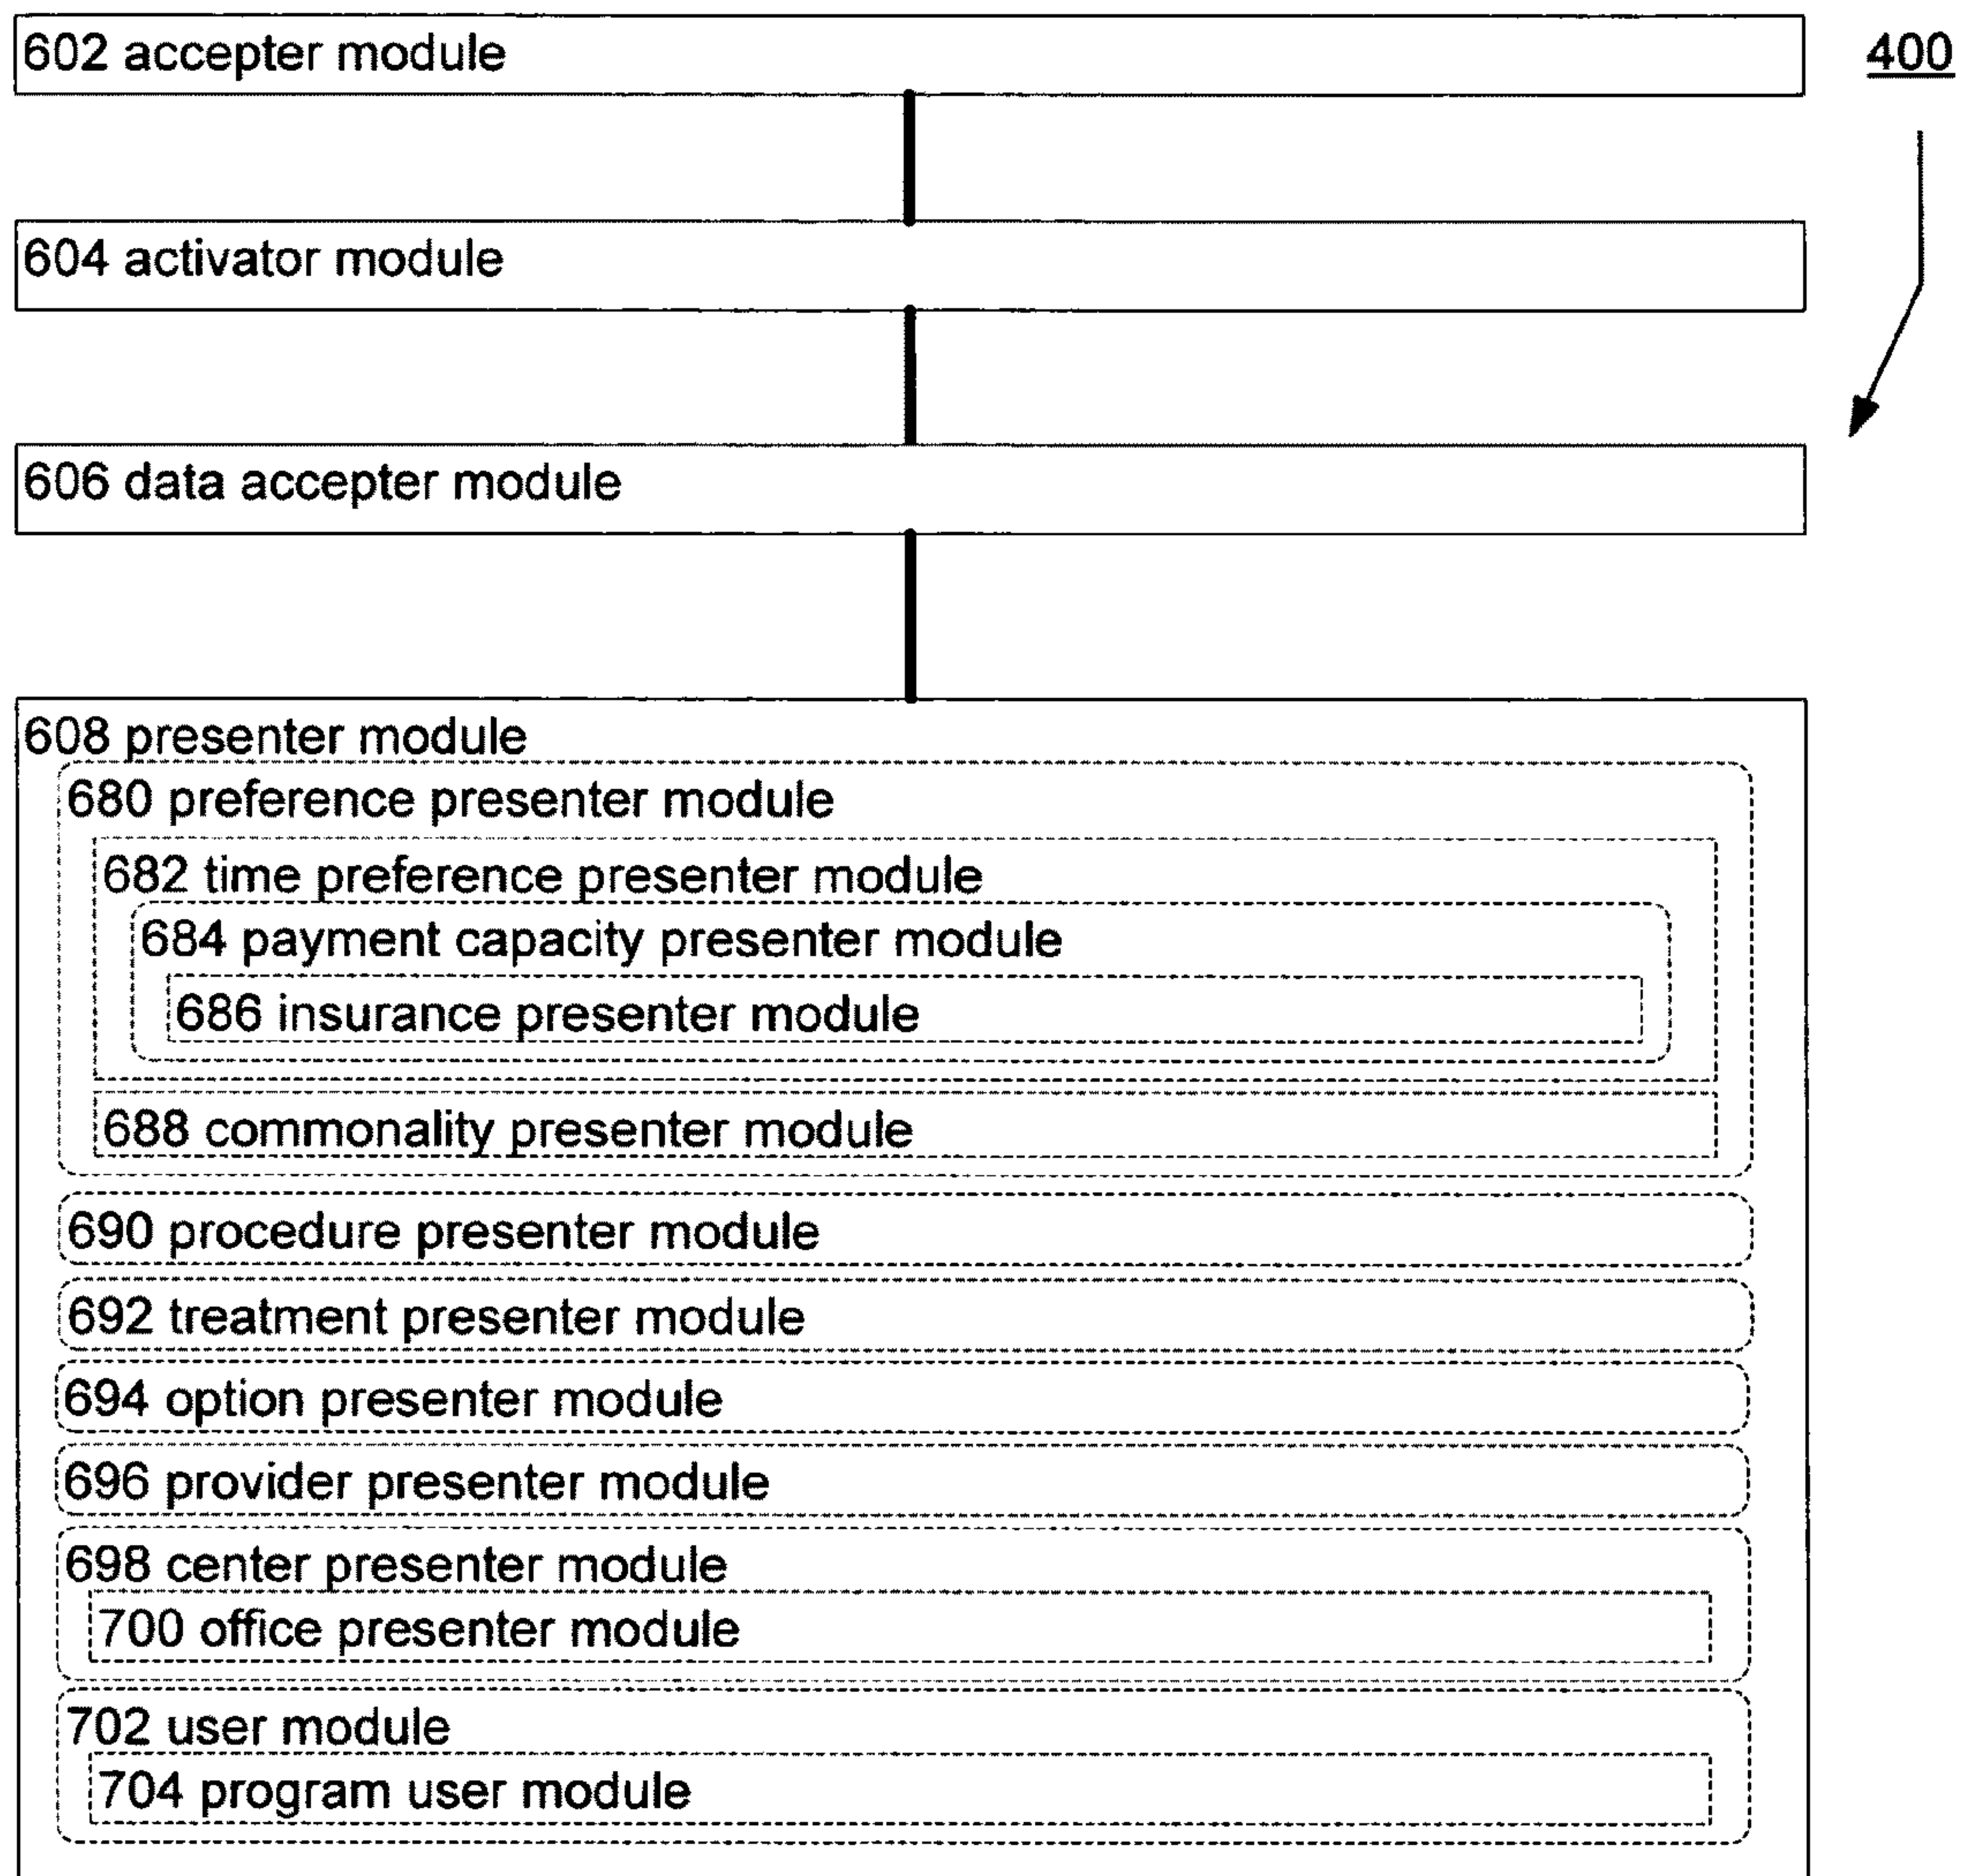 602 accepter module
400
604 activator module
606 data accepter module
608 presenter module
680 preference presenter module
682 time preference presenter module
684 payment capacity presenter module
686 insurance presenter module
688 commonality presenter module
690 procedure presenter module
692 treatment presenter module
694 option presenter module
696 provider presenter module
698 center presenter module
700 office presenter module
702 user module
704 program user module